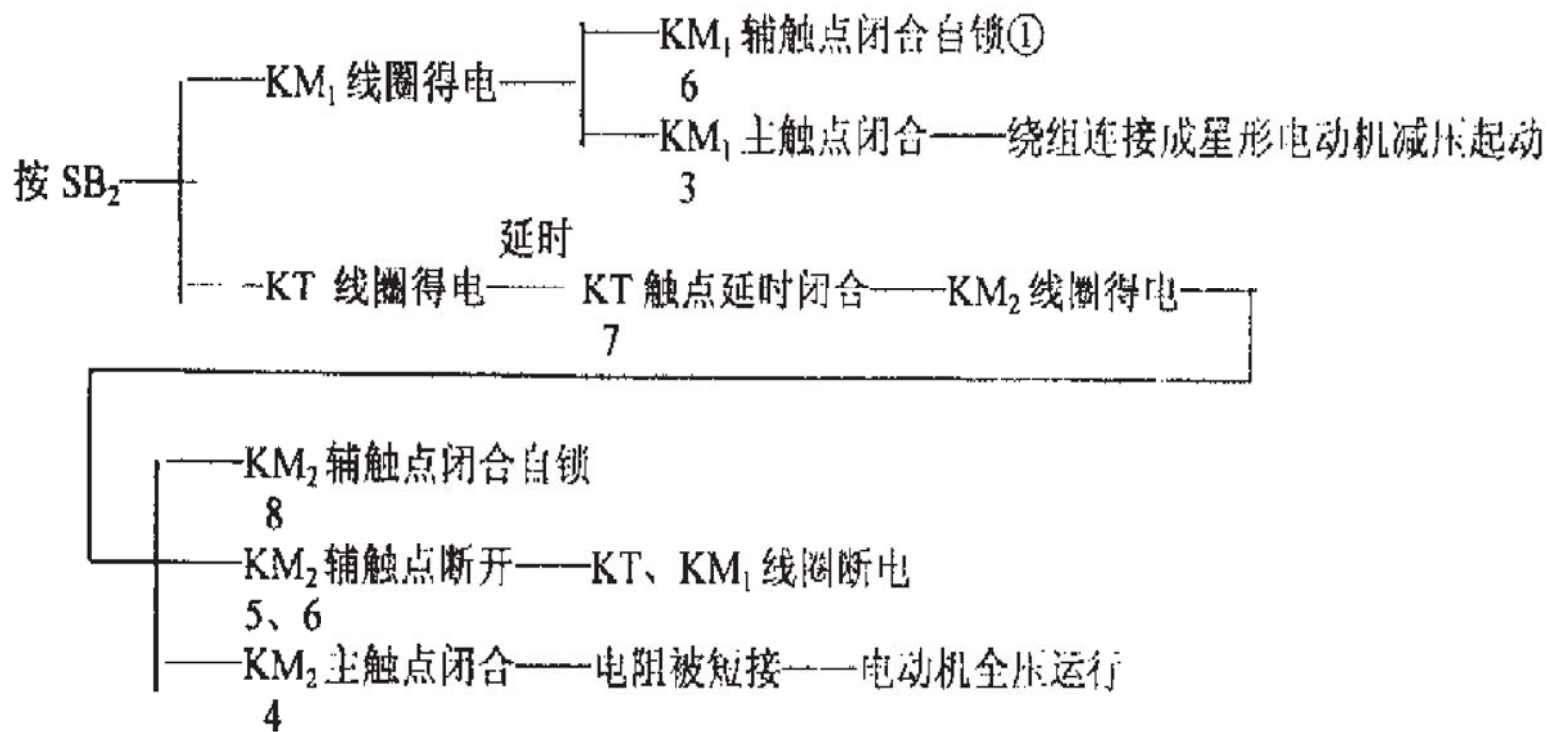 KM₁ 辅触点闭合自锁①
KM₁ 线圈得电
6
KM₁ 主触点闭合 绕组连接成星形电动机减压起动
3
按 SB₂
延时
KT 线圈得电 KT 触点延时闭合 KM₂ 线圈得电
7
KM₂ 辅触点闭合自锁
8
KM₂ 辅触点断开 KT、KM₁ 线圈断电
5、6
KM₂ 主触点闭合 电阻被短接 电动机全压运行
4